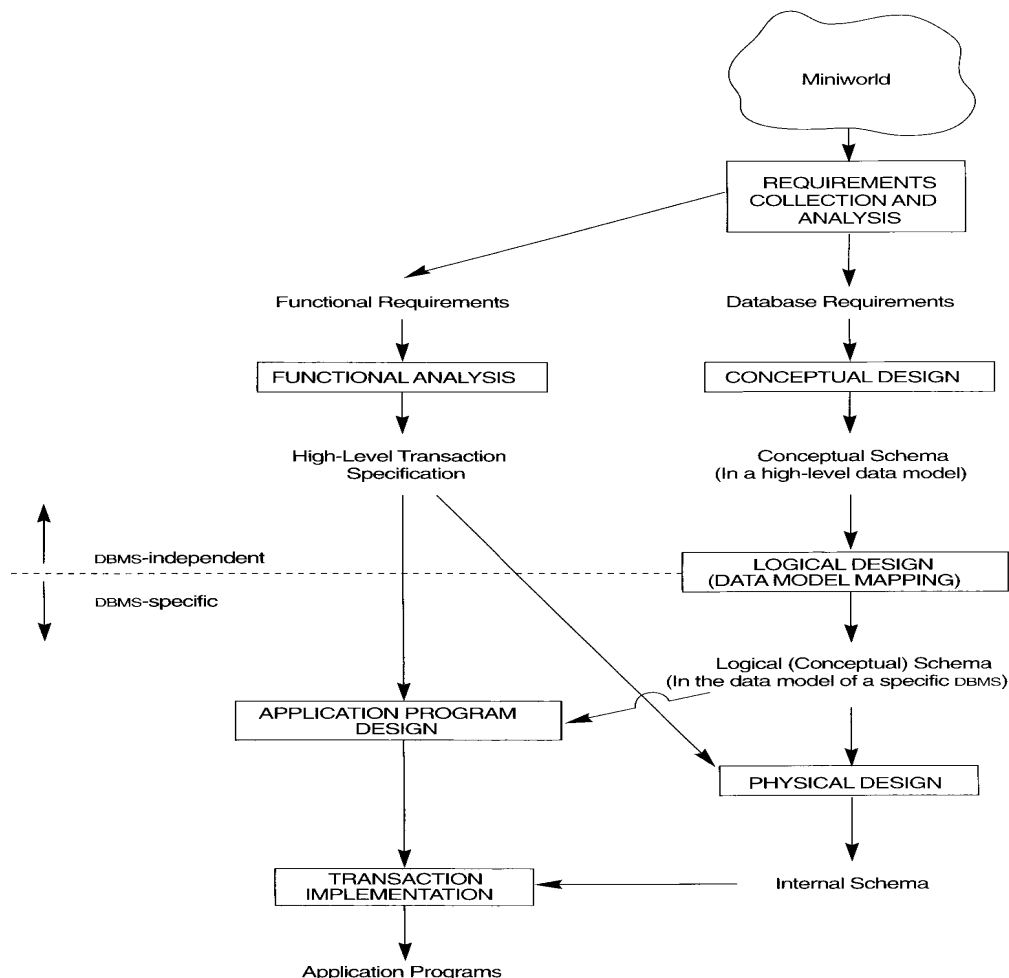 Miniworld
REQUIREMENTS
COLLECTION AND
ANALYSIS
Functional Requirements
Database Requirements
FUNCTIONAL ANALYSIS
CONCEPTUAL DESIGN
High-Level Transaction
Specification
Conceptual Schema
(In a high-level data model)
DBMS-independent
LOGICAL DESIGN
(DATA MODEL MAPPING)
DBMS-specific
Logical (Conceptual) Schema
(In the data model of a specific DBMS)
APPLICATION PROGRAM
DESIGN
PHYSICAL DESIGN
TRANSACTION
IMPLEMENTATION
Internal Schema
Application Programs